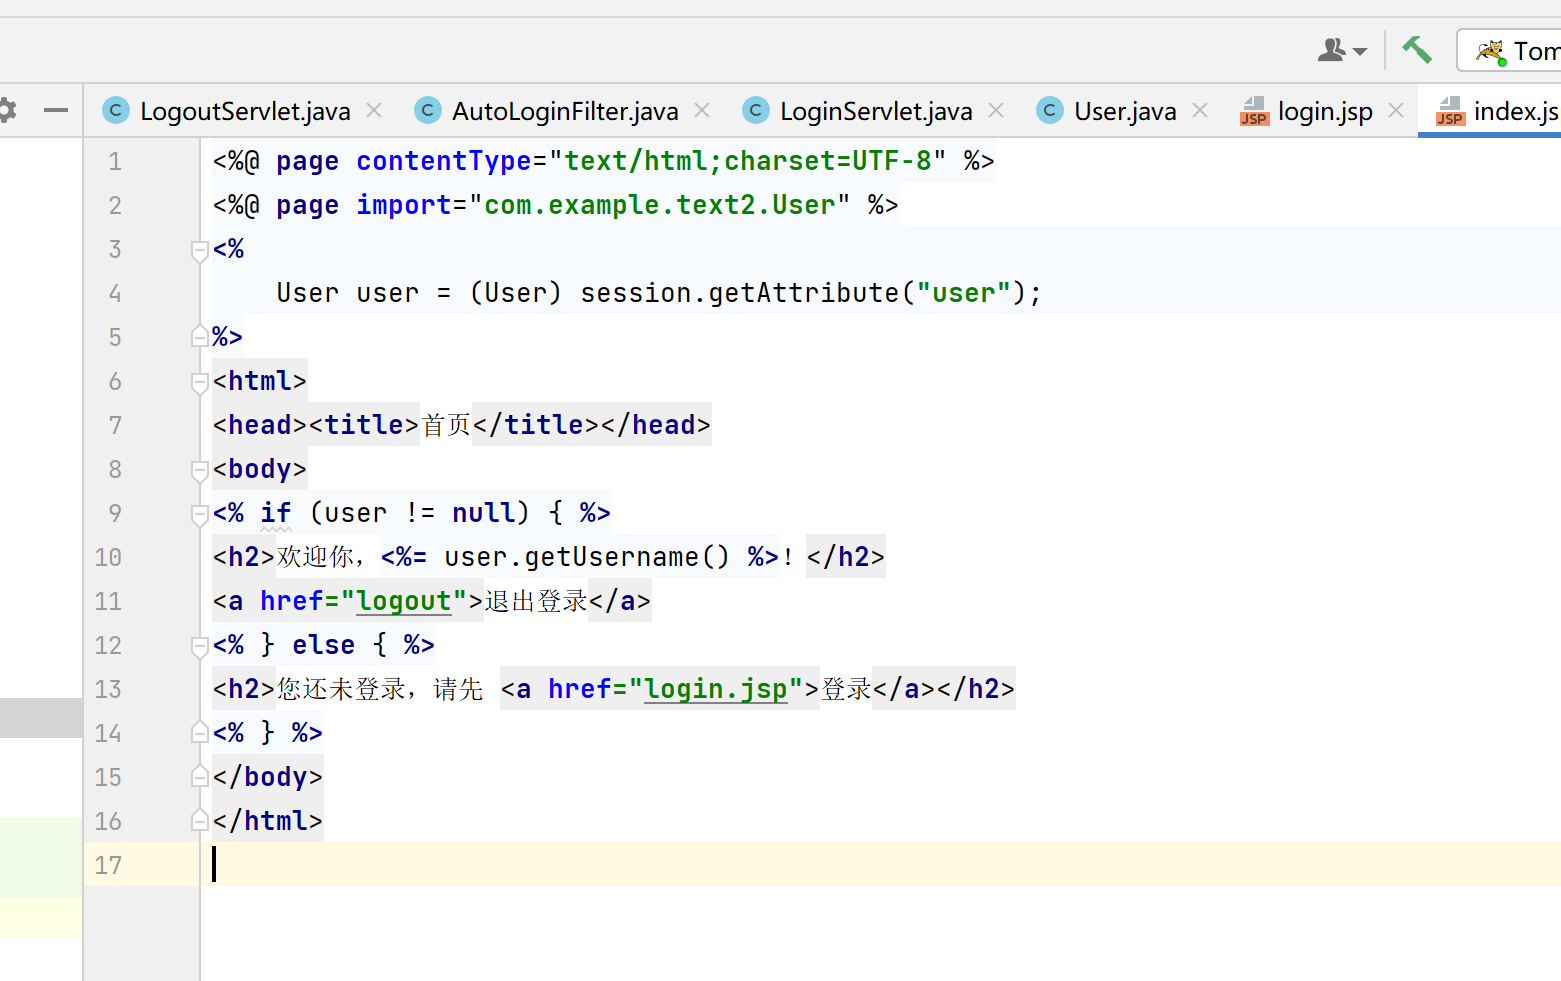 Tom
LogoutServlet.java AutoLoginFilter.java LoginServlet.java User.java login.jsp index.js
1 <%@ page contentType="text/html;charset=UTF-8" %>
2 <%@ page import="com.example.text2.User" %>
3 <%
4 User user = (User) session.getAttribute("user");
5 %>
6 <html>
7 <head><title>首页</title></head>
8 <body>
9 <% if (user != null) { %>
10 <h2>欢迎你，<%= user.getUsername() %>！</h2>
11 <a href="logout">退出登录</a>
12 <% } else { %>
13 <h2>您还未登录，请先 <a href="login.jsp">登录</a></h2>
14 <% } %>
15 </body>
16 </html>
17